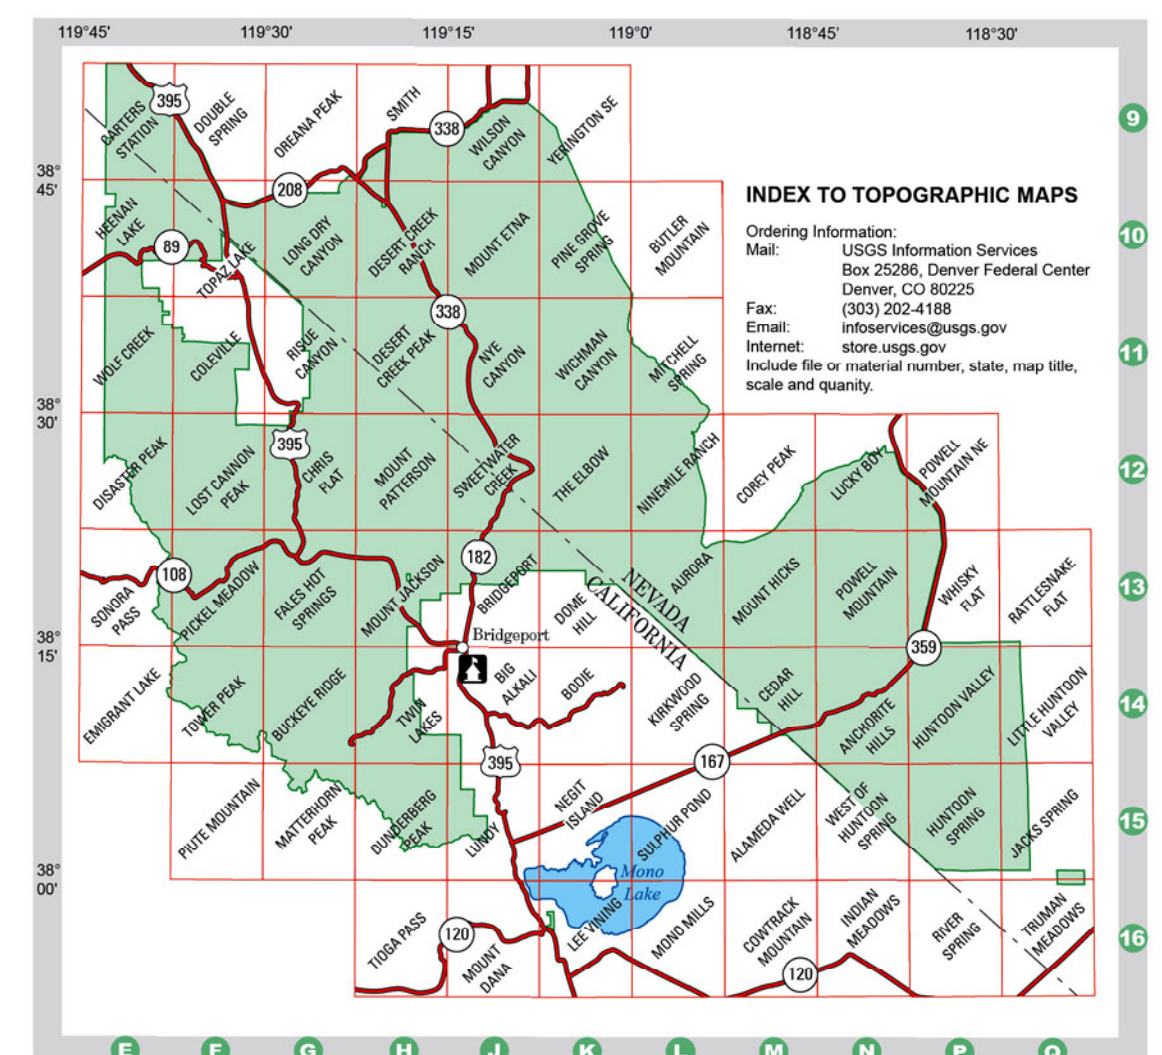 119°45'
119°30'
119°15'
119°0'
118°45'
118°30'
395
CARTERS
STATION
DOUBLE
SPRING
OREANA PEAK
SMITH
338
WILSON
CANYON
YERINGTON SE
9
38°
45'
208
INDEX TO TOPOGRAPHIC MAPS
Ordering Information:
Mail: USGS Information Services
Box 25286, Denver Federal Center
Denver, CO 80225
Fax: (303) 202-4188
Email: infoservices@usgs.gov
Internet: store.usgs.gov
Include file or material number, state, map title,
scale and quanity.
HEENAN
LAKE
89
TOPAZ LAKE
LONG DRY
CANYON
DESERT CREEK
RANCH
MOUNT ETNA
PINE GROVE
SPRING
BUTLER
MOUNTAIN
10
338
WOLF CREEK
COLEVILLE
RISUE
CANYON
DESERT
CREEK PEAK
NYE
CANYON
WICHMAN
CANYON
MITCHELL
SPRING
11
38°
30'
395
DISASTER PEAK
LOST CANNON
PEAK
CHRIS
FLAT
MOUNT
PATTERSON
SWEETWATER
CREEK
THE ELBOW
NINEMILE RANCH
COREY PEAK
LUCKY BOY
POWELL
MOUNTAIN NE
12
108
182
SONORA
PASS
PICKEL MEADOW
FALES HOT
SPRINGS
MOUNT JACKSON
BRIDGEPORT
DOME
HILL
NEVADA
CALIFORNIA
AURORA
MOUNT HICKS
POWELL
MOUNTAIN
WHISKY
FLAT
RATTLESNAKE
FLAT
13
38°
15'
Bridgeport
359
EMIGRANT LAKE
TOWER PEAK
BUCKEYE RIDGE
TWIN
LAKES
BIG
ALKALI
BODIE
KIRKWOOD
SPRING
CEDAR
HILL
ANCHORITE
HILLS
HUNTOON VALLEY
LITTLE HUNTOON
VALLEY
14
395
167
PIUTE MOUNTAIN
MATTERHORN
PEAK
DUNDERBERG
PEAK
LUNDY
NEGIT
ISLAND
SULPHUR POND
ALAMEDA WELL
WEST OF
HUNTOON
SPRING
HUNTOON
SPRING
JACKS SPRING
15
38°
00'
Mono
Lake
TIOGA PASS
120
MOUNT
DANA
LEE VINING
MONO MILLS
COWTRACK
MOUNTAIN
120
INDIAN
MEADOWS
RIVER
SPRING
TRUMAN
MEADOWS
16
E F G H J K L M N P Q